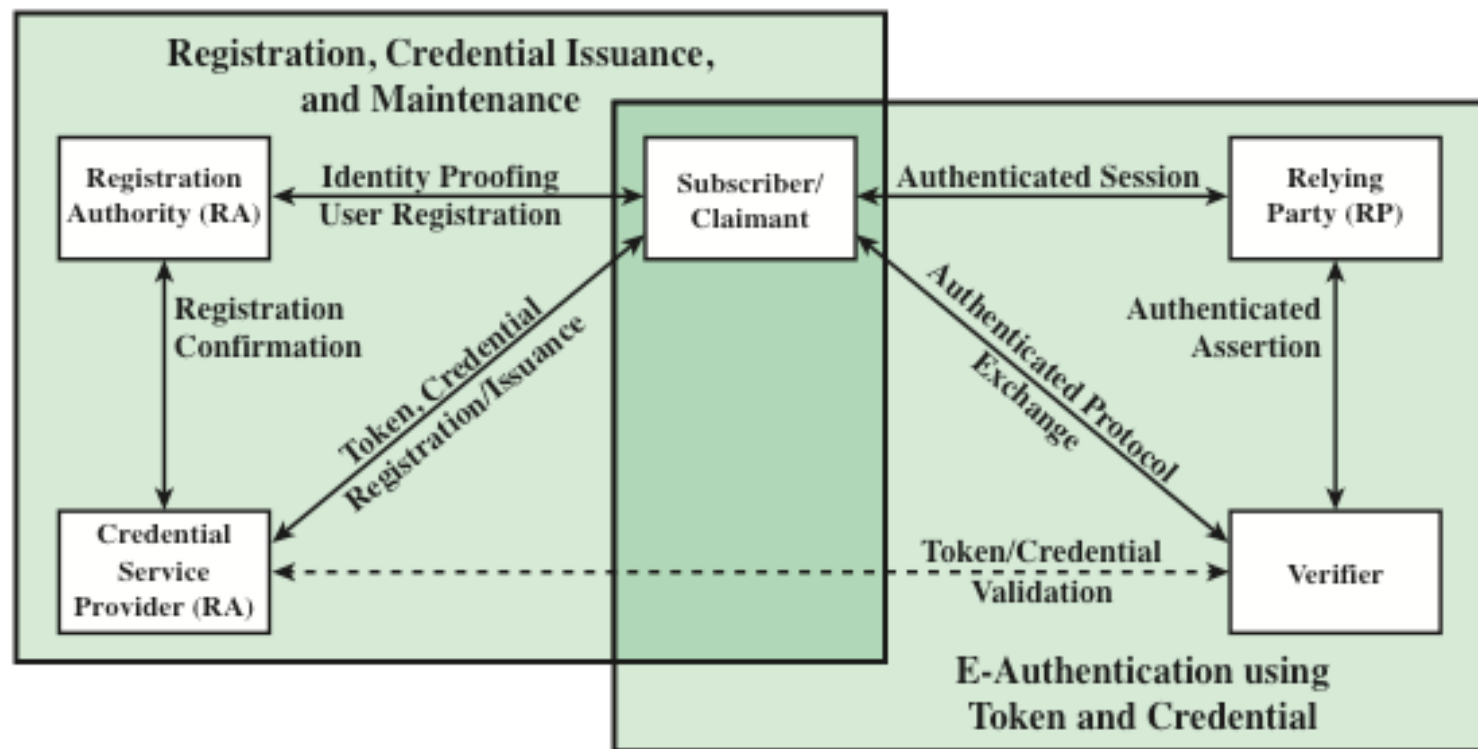 Registration, Credential Issuance,
and Maintenance
Registration
Authority (RA)
Identity Proofing
User Registration
Subscriber/
Claimant
Authenticated Session
Relying
Party (RP)
Registration
Confirmation
Token, Credential
Registration/Issuance
Authenticated Protocol
Exchange
Authenticated
Assertion
Credential
Service
Provider (RA)
Token/Credential
Validation
Verifier
E-Authentication using
Token and Credential